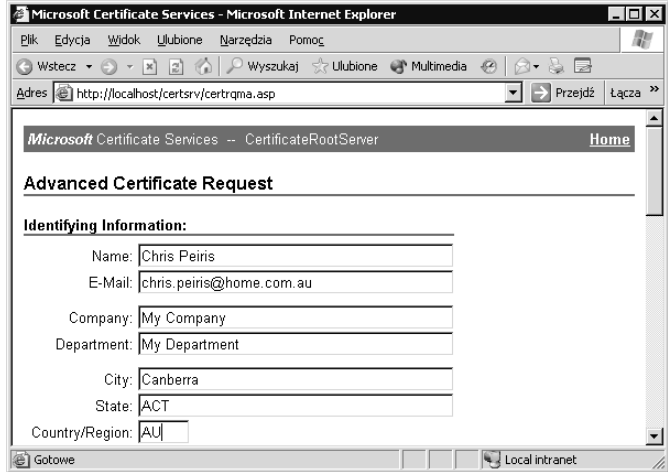 Microsoft Certificate Services - Microsoft Internet Explorer
Plik Edycja Widok Ulubione Narzędzia Pomoc
Wstecz Wyszukaj Ulubione Multimedia
Adres http://localhost/certsrv/certrqma.asp Przejdź Łącza »
Microsoft Certificate Services -- CertificateRootServer Home
Advanced Certificate Request
Identifying Information:
Name: Chris Peiris
E-Mail: chris.peiris@home.com.au
Company: My Company
Department: My Department
City: Canberra
State: ACT
Country/Region: AU
Gotowe Local intranet